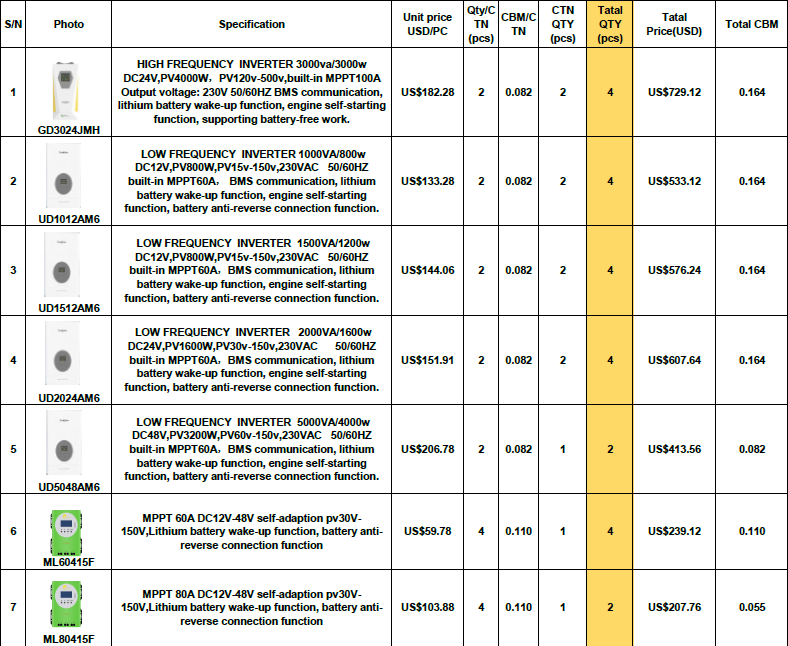 S/N Photo Specification Unit price USD/PC Qty/C TN (pcs) CBM/C TN CTN QTY (pcs) Tatal QTY (pcs) Tatal Price(USD) Total CBM
1
GD3024JMH
HIGH FREQUENCY INVERTER 3000va/3000w
DC24V,PV4000W，PV120v-500v,built-in MPPT100A
Output voltage: 230V 50/60HZ BMS communication,
lithium battery wake-up function, engine self-starting
function, supporting battery-free work.
US$182.28 2 0.082 2 4 US$729.12 0.164
2
UD1012AM6
LOW FREQUENCY INVERTER 1000VA/800w
DC12V,PV800W,PV15v-150v,230VAC 50/60HZ
built-in MPPT60A， BMS communication, lithium
battery wake-up function, engine self-starting
function, battery anti-reverse connection function.
US$133.28 2 0.082 2 4 US$533.12 0.164
3
UD1512AM6
LOW FREQUENCY INVERTER 1500VA/1200w
DC12V,PV800W,PV15v-150v,230VAC 50/60HZ
built-in MPPT60A，BMS communication, lithium
battery wake-up function, engine self-starting
function, battery anti-reverse connection function.
US$144.06 2 0.082 2 4 US$576.24 0.164
4
UD2024AM6
LOW FREQUENCY INVERTER 2000VA/1600w
DC24V,PV1600W,PV30v-150v,230VAC 50/60HZ
built-in MPPT60A，BMS communication, lithium
battery wake-up function, engine self-starting
function, battery anti-reverse connection function.
US$151.91 2 0.082 2 4 US$607.64 0.164
5
UD5048AM6
LOW FREQUENCY INVERTER 5000VA/4000w
DC48V,PV3200W,PV60v-150v,230VAC 50/60HZ
built-in MPPT60A，BMS communication, lithium
battery wake-up function, engine self-starting
function, battery anti-reverse connection function.
US$206.78 2 0.082 1 2 US$413.56 0.082
6
ML60415F
MPPT 60A DC12V-48V self-adaption pv30V-
150V,Lithium battery wake-up function, battery anti-
reverse connection function
US$59.78 4 0.110 1 4 US$239.12 0.110
7
ML80415F
MPPT 80A DC12V-48V self-adaption pv30V-
150V,Lithium battery wake-up function, battery anti-
reverse connection function
US$103.88 4 0.110 1 2 US$207.76 0.055